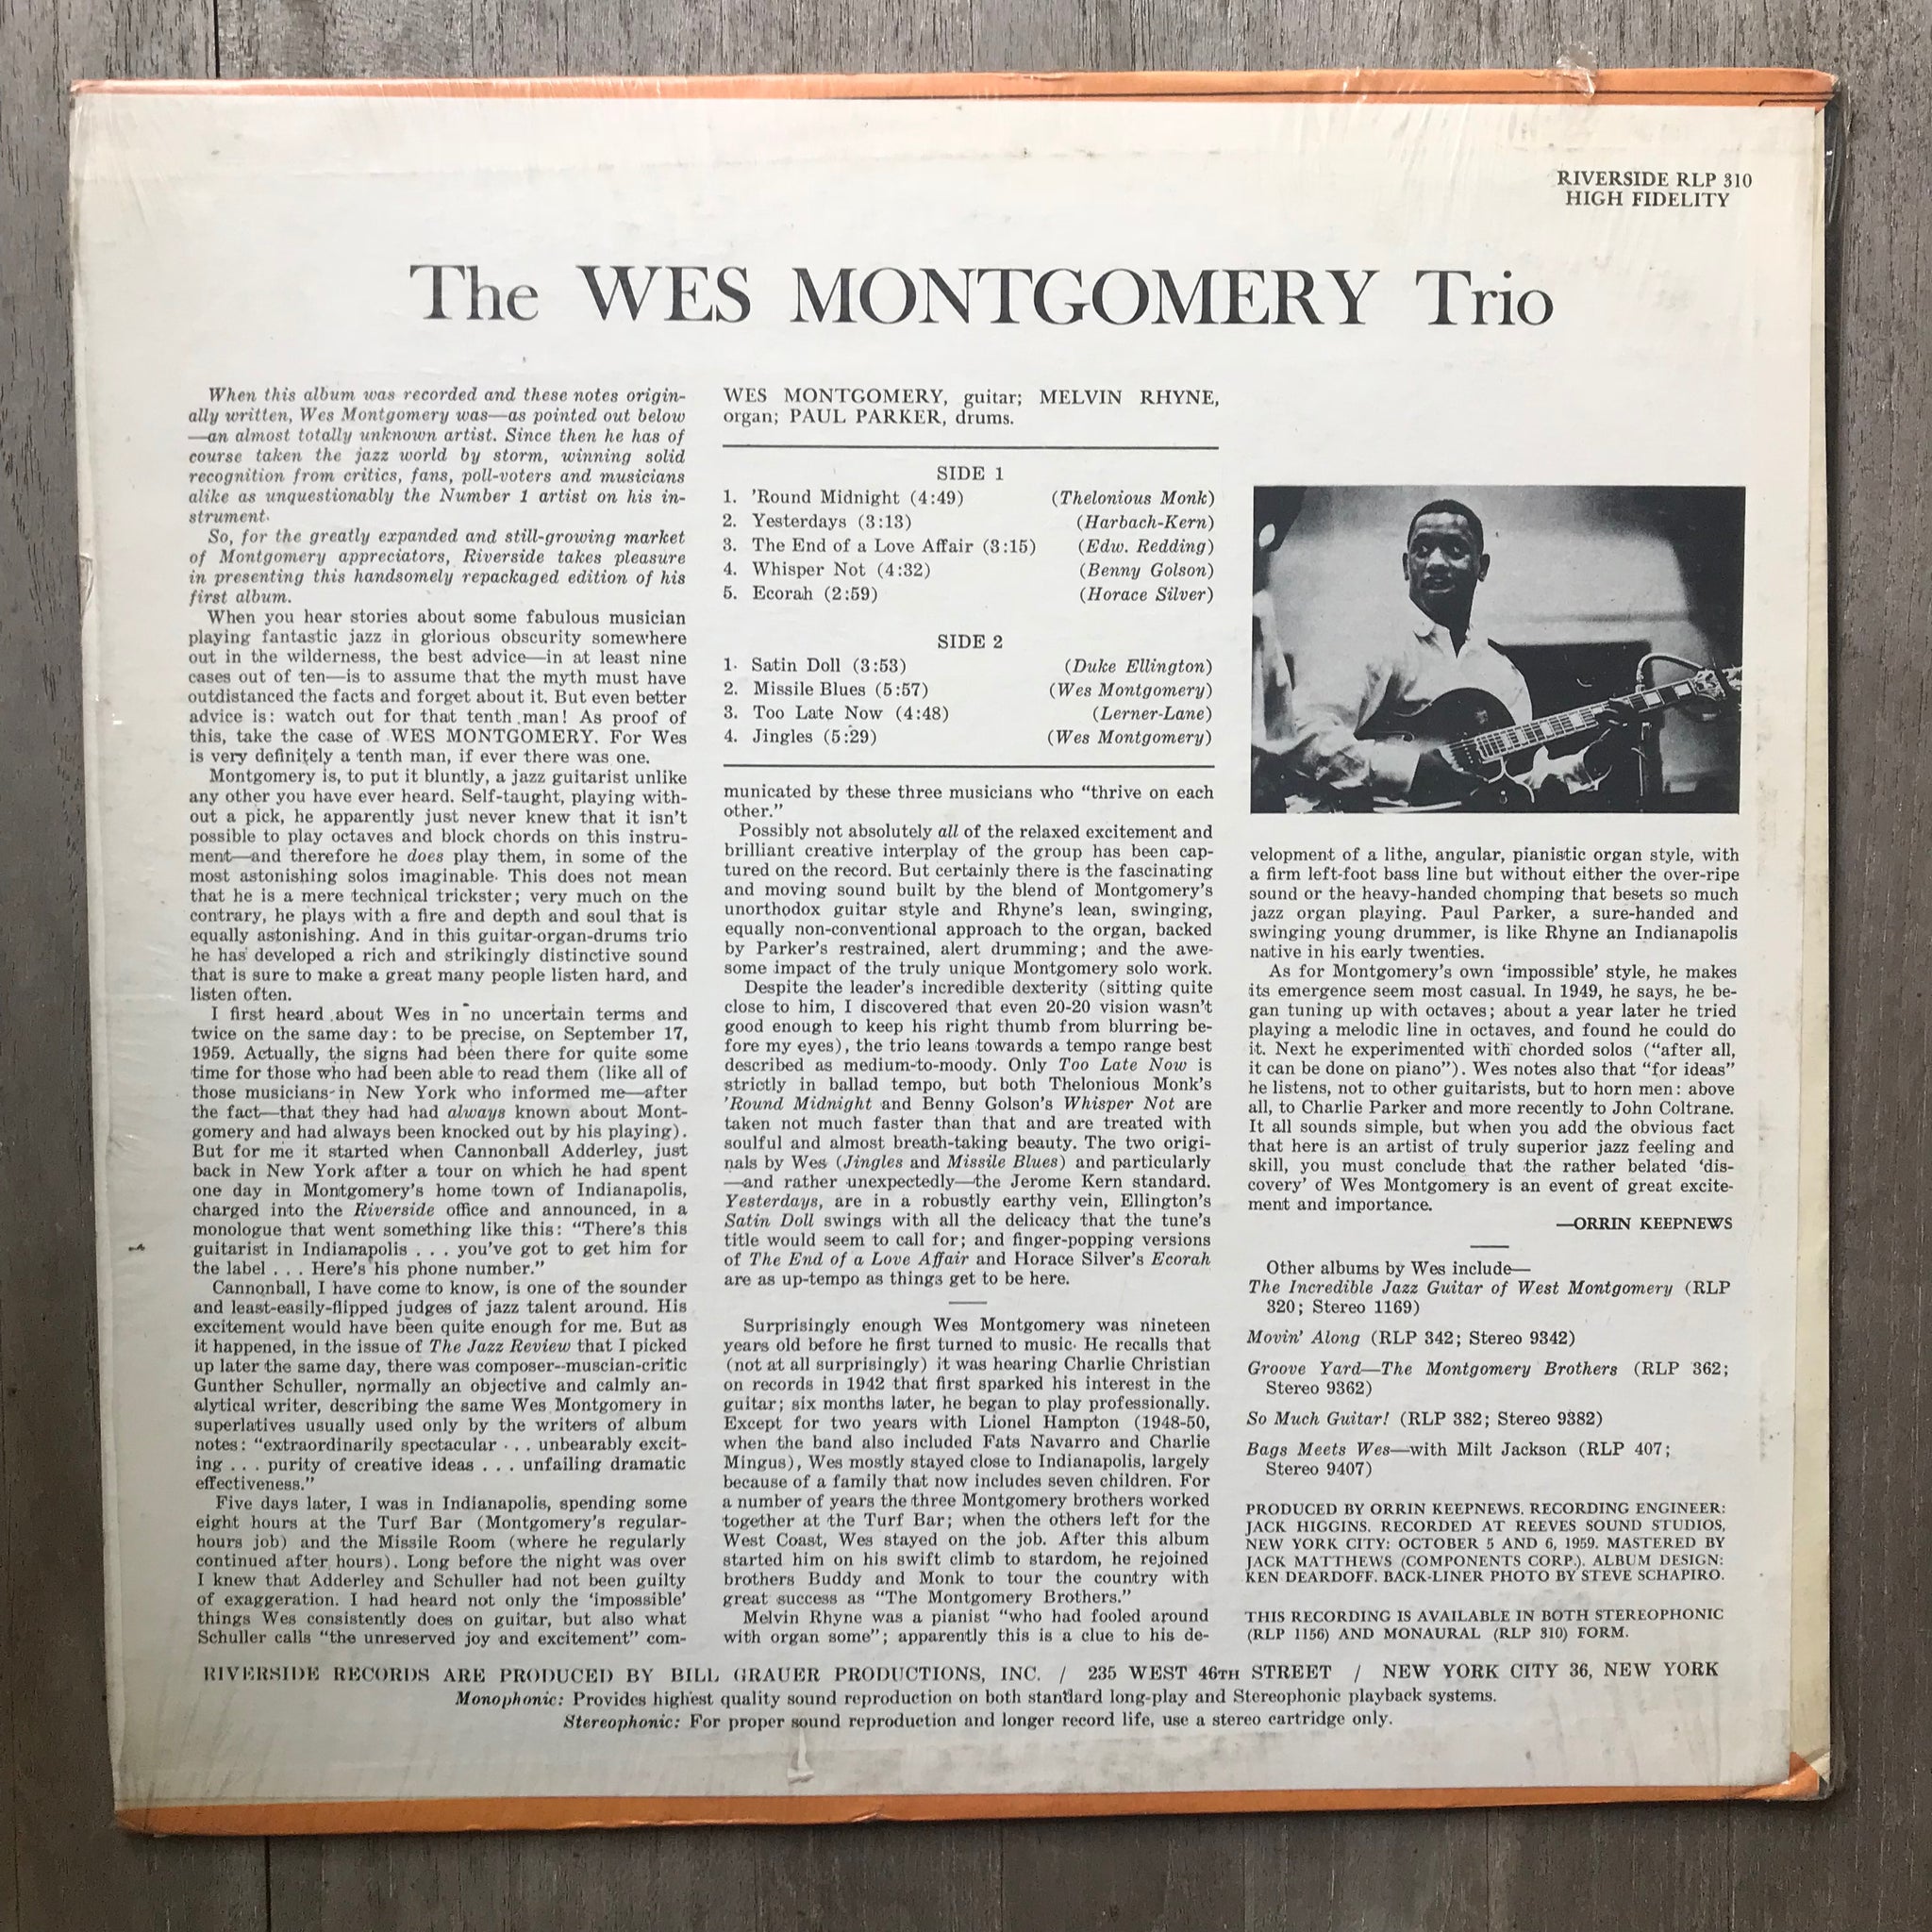 RIVERSIDE RLP 310
HIGH FIDELITY
The WES MONTGOMERY Trio
When this album was recorded and these notes origin-
ally written, Wes Montgomery was—as pointed out below
—an almost totally unknown artist. Since then he has of
course taken the jazz world by storm, winning solid
recognition from critics, fans, poll-voters and musicians
alike as unquestionably the Number 1 artist on his in-
strument.
So, for the greatly expanded and still-growing market
of Montgomery appreciators, Riverside takes pleasure
in presenting this handsomely repackaged edition of his
first album.
When you hear stories about some fabulous musician
playing fantastic jazz in glorious obscurity somewhere
out in the wilderness, the best advice—in at least nine
cases out of ten—is to assume that the myth must have
outdistanced the facts and forget about it. But even better
advice is: watch out for that tenth man! As proof of
this, take the case of WES MONTGOMERY. For Wes
is very definitely a tenth man, if ever there was one.
Montgomery is, to put it bluntly, a jazz guitarist unlike
any other you have ever heard. Self-taught, playing with-
out a pick, he apparently just never knew that it isn't
possible to play octaves and block chords on this instru-
ment—and therefore he does play them, in some of the
most astonishing solos imaginable. This does not mean
that he is a mere technical trickster; very much on the
contrary, he plays with a fire and depth and soul that is
equally astonishing. And in this guitar-organ-drums trio
he has developed a rich and strikingly distinctive sound
that is sure to make a great many people listen hard, and
listen often.
I first heard about Wes in no uncertain terms and
twice on the same day: to be precise, on September 17,
1959. Actually, the signs had been there for quite some
time for those who had been able to read them (like all of
those musicians in New York who informed me—after
the fact—that they had had always known about Mont-
gomery and had always been knocked out by his playing).
But for me it started when Cannonball Adderley, just
back in New York after a tour on which he had spent
one day in Montgomery's home town of Indianapolis,
charged into the Riverside office and announced, in a
monologue that went something like this: "There's this
guitarist in Indianapolis . . . you've got to get him for
the label . . . Here's his phone number."
Cannonball, I have come to know, is one of the sounder
and least-easily-flipped judges of jazz talent around. His
excitement would have been quite enough for me. But as
it happened, in the issue of The Jazz Review that I picked
up later the same day, there was composer--muscian-critic
Gunther Schuller, normally an objective and calmly an-
alytical writer, describing the same Wes Montgomery in
superlatives usually used only by the writers of album
notes: "extraordinarily spectacular . . . unbearably excit-
ing . . . purity of creative ideas . . . unfailing dramatic
effectiveness."
Five days later, I was in Indianapolis, spending some
eight hours at the Turf Bar (Montgomery's regular-
hours job) and the Missile Room (where he regularly
continued after hours). Long before the night was over
I knew that Adderley and Schuller had not been guilty
of exaggeration. I had heard not only the 'impossible'
things Wes consistently does on guitar, but also what
Schuller calls "the unreserved joy and excitement" com-
WES MONTGOMERY, guitar; MELVIN RHYNE,
organ; PAUL PARKER, drums.
SIDE 1
1. 'Round Midnight (4:49) (Thelonious Monk)
2. Yesterdays (3:13) (Harbach-Kern)
3. The End of a Love Affair (3:15) (Edw. Redding)
4. Whisper Not (4:32) (Benny Golson)
5. Ecorah (2:59) (Horace Silver)
SIDE 2
1. Satin Doll (3:53) (Duke Ellington)
2. Missile Blues (5:57) (Wes Montgomery)
3. Too Late Now (4:48) (Lerner-Lane)
4. Jingles (5:29) (Wes Montgomery)
municated by these three musicians who "thrive on each
other."
Possibly not absolutely all of the relaxed excitement and
brilliant creative interplay of the group has been cap-
tured on the record. But certainly there is the fascinating
and moving sound built by the blend of Montgomery's
unorthodox guitar style and Rhyne's lean, swinging,
equally non-conventional approach to the organ, backed
by Parker's restrained, alert drumming; and the awe-
some impact of the truly unique Montgomery solo work.
Despite the leader's incredible dexterity (sitting quite
close to him, I discovered that even 20-20 vision wasn't
good enough to keep his right thumb from blurring be-
fore my eyes), the trio leans towards a tempo range best
described as medium-to-moody. Only Too Late Now is
strictly in ballad tempo, but both Thelonious Monk's
'Round Midnight and Benny Golson's Whisper Not are
taken not much faster than that and are treated with
soulful and almost breath-taking beauty. The two origi-
nals by Wes (Jingles and Missile Blues) and particularly
—and rather unexpectedly—the Jerome Kern standard.
Yesterdays, are in a robustly earthy vein, Ellington's
Satin Doll swings with all the delicacy that the tune's
title would seem to call for; and finger-popping versions
of The End of a Love Affair and Horace Silver's Ecorah
are as up-tempo as things get to be here.
Surprisingly enough Wes Montgomery was nineteen
years old before he first turned to music. He recalls that
(not at all surprisingly) it was hearing Charlie Christian
on records in 1942 that first sparked his interest in the
guitar; six months later, he began to play professionally.
Except for two years with Lionel Hampton (1948-50,
when the band also included Fats Navarro and Charlie
Mingus), Wes mostly stayed close to Indianapolis, largely
because of a family that now includes seven children. For
a number of years the three Montgomery brothers worked
together at the Turf Bar; when the others left for the
West Coast, Wes stayed on the job. After this album
started him on his swift climb to stardom, he rejoined
brothers Buddy and Monk to tour the country with
great success as "The Montgomery Brothers."
Melvin Rhyne was a pianist "who had fooled around
with organ some"; apparently this is a clue to his de-
velopment of a lithe, angular, pianistic organ style, with
a firm left-foot bass line but without either the over-ripe
sound or the heavy-handed chomping that besets so much
jazz organ playing. Paul Parker, a sure-handed and
swinging young drummer, is like Rhyne an Indianapolis
native in his early twenties.
As for Montgomery's own 'impossible' style, he makes
its emergence seem most casual. In 1949, he says, he be-
gan tuning up with octaves; about a year later he tried
playing a melodic line in octaves, and found he could do
it. Next he experimented with chorded solos ("after all,
it can be done on piano"). Wes notes also that "for ideas"
he listens, not to other guitarists, but to horn men: above
all, to Charlie Parker and more recently to John Coltrane.
It all sounds simple, but when you add the obvious fact
that here is an artist of truly superior jazz feeling and
skill, you must conclude that the rather belated 'dis-
covery' of Wes Montgomery is an event of great excite-
ment and importance.
—ORRIN KEEPNEWS
Other albums by Wes include—
The Incredible Jazz Guitar of West Montgomery (RLP
320; Stereo 1169)
Movin' Along (RLP 342; Stereo 9342)
Groove Yard—The Montgomery Brothers (RLP 362;
Stereo 9362)
So Much Guitar! (RLP 382; Stereo 9382)
Bags Meets Wes—with Milt Jackson (RLP 407;
Stereo 9407)
PRODUCED BY ORRIN KEEPNEWS. RECORDING ENGINEER:
JACK HIGGINS. RECORDED AT REEVES SOUND STUDIOS,
NEW YORK CITY: OCTOBER 5 AND 6, 1959. MASTERED BY
JACK MATTHEWS (COMPONENTS CORP.). ALBUM DESIGN:
KEN DEARDOFF. BACK-LINER PHOTO BY STEVE SCHAPIRO.
THIS RECORDING IS AVAILABLE IN BOTH STEREOPHONIC
(RLP 1156) AND MONAURAL (RLP 310) FORM.
RIVERSIDE RECORDS ARE PRODUCED BY BILL GRAUER PRODUCTIONS, INC. / 235 WEST 46TH STREET / NEW YORK CITY 36, NEW YORK
Monophonic: Provides highest quality sound reproduction on both standard long-play and Stereophonic playback systems.
Stereophonic: For proper sound reproduction and longer record life, use a stereo cartridge only.